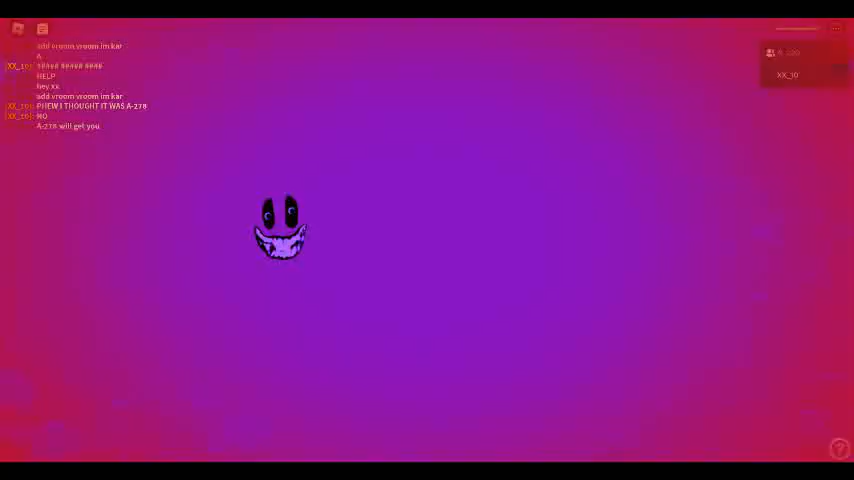 add vroom vroom im kar
A
[XX_10]: ##### ##### ####
HELP
hey xx
add vroom vroom im kar
[XX_10]: PHEW I THOUGHT IT WAS A-278
[XX_10]: NO
A-278 will get you
XX_10
?